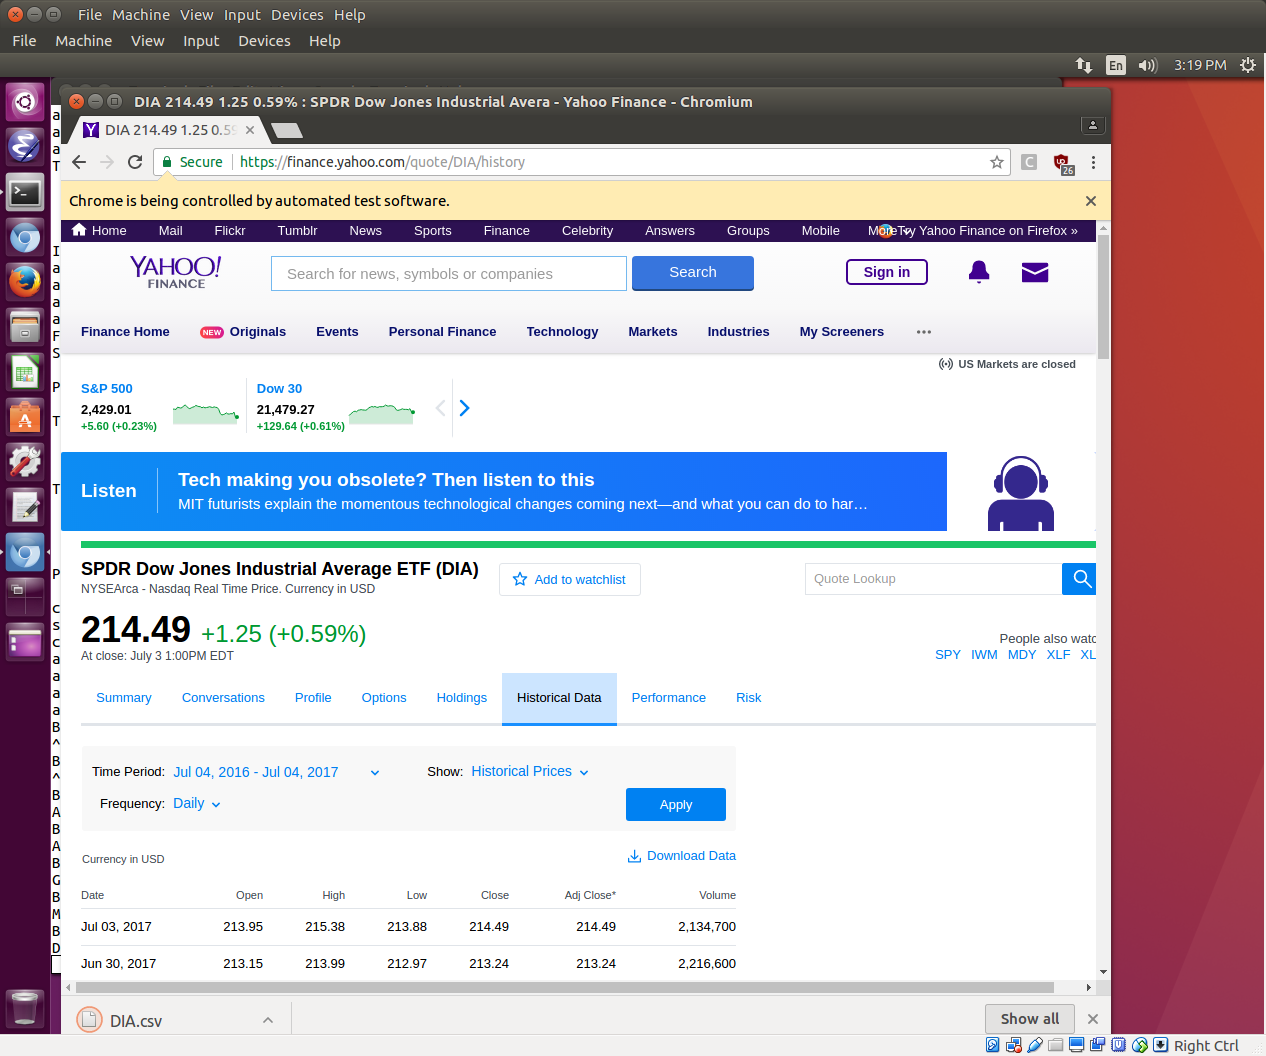 File Machine View Input Devices Help
File Machine View Input Devices Help
En 3:19 PM
DIA 214.49 1.25 0.59% : SPDR Dow Jones Industrial Avera - Yahoo Finance - Chromium
DIA 214.49 1.25 0.59
Secure https://finance.yahoo.com/quote/DIA/history
C 26
Chrome is being controlled by automated test software.
Home Mail Flickr Tumblr News Sports Finance Celebrity Answers Groups Mobile More Try Yahoo Finance on Firefox »
YAHOO!
FINANCE
Search for news, symbols or companies
Search
Sign in
Finance Home NEW Originals Events Personal Finance Technology Markets Industries My Screeners
US Markets are closed
S&P 500 Dow 30
2,429.01 21,479.27
+5.60 (+0.23%) +129.64 (+0.61%)
Listen
Tech making you obsolete? Then listen to this
MIT futurists explain the momentous technological changes coming next—and what you can do to har…
SPDR Dow Jones Industrial Average ETF (DIA)
NYSEArca - Nasdaq Real Time Price. Currency in USD
Add to watchlist
Quote Lookup
214.49 +1.25 (+0.59%)
At close: July 3 1:00PM EDT
People also watc
SPY IWM MDY XLF XL
Summary Conversations Profile Options Holdings Historical Data Performance Risk
Time Period: Jul 04, 2016 - Jul 04, 2017 Show: Historical Prices
Frequency: Daily Apply
Currency in USD Download Data
Date Open High Low Close Adj Close* Volume
Jul 03, 2017 213.95 215.38 213.88 214.49 214.49 2,134,700
Jun 30, 2017 213.15 213.99 212.97 213.24 213.24 2,216,600
DIA.csv Show all
Right Ctrl